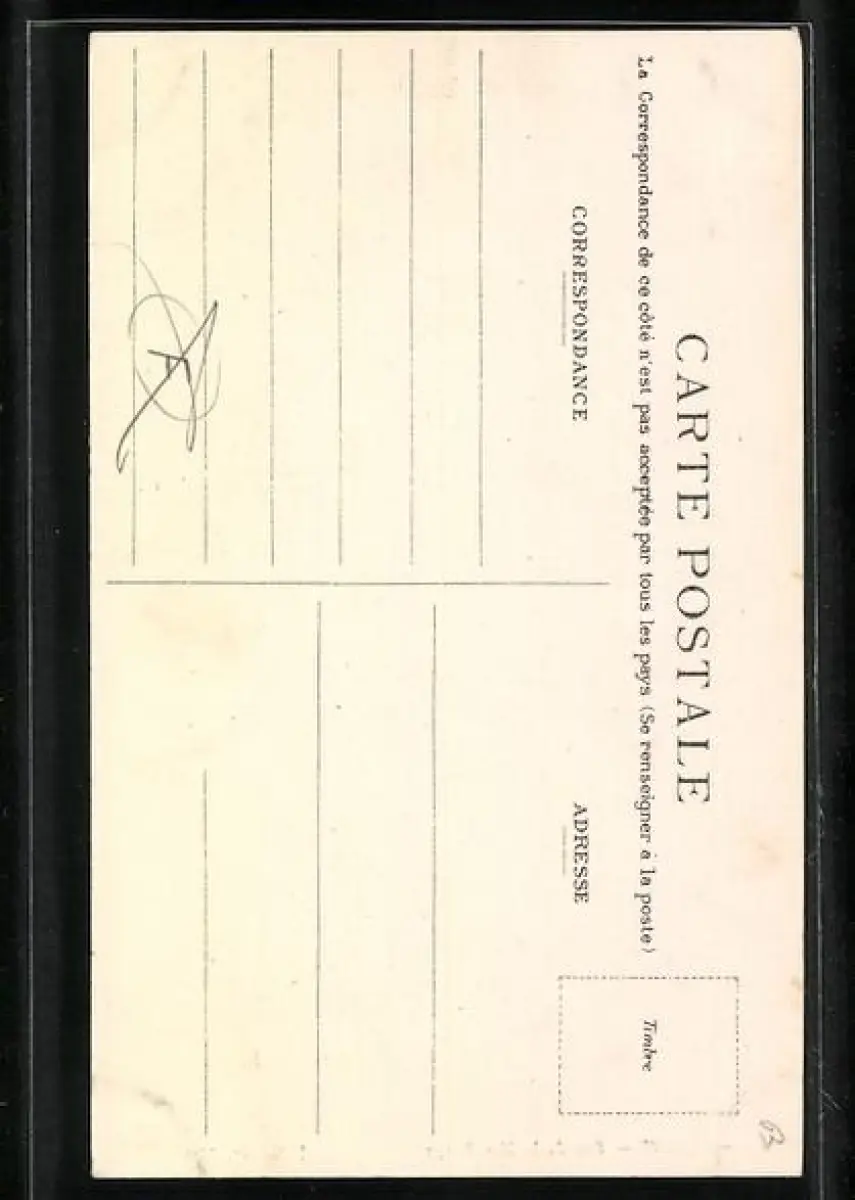 CARTE POSTALE
La Correspondance de ce côté n'est pas acceptée par tous les pays (Se renseigner à la poste)
CORRESPONDANCE
ADRESSE
Timbre